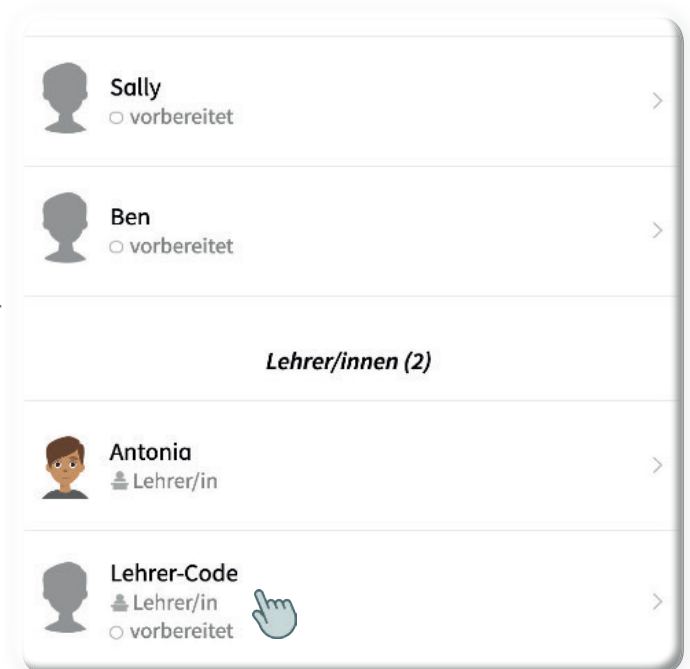 Sally
vorbereitet
Ben
vorbereitet
Lehrer/innen (2)
Antonia
Lehrer/in
Lehrer-Code
Lehrer/in
vorbereitet